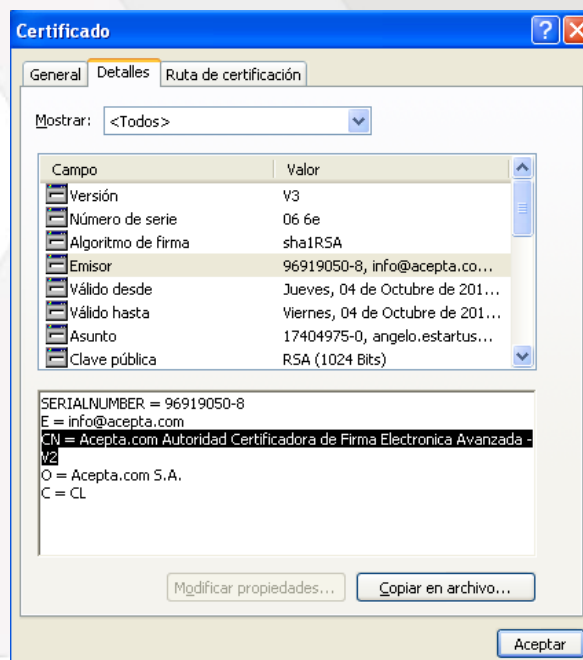 Certificado
General Detalles Ruta de certificación
Mostrar: <Todos>
Campo Valor
Versión V3
Número de serie 06 6e
Algoritmo de firma sha1RSA
Emisor 96919050-8, info@acepta.co...
Válido desde Jueves, 04 de Octubre de 201...
Válido hasta Viernes, 04 de Octubre de 201...
Asunto 17404975-0, angelo.estartus...
Clave pública RSA (1024 Bits)
SERIALNUMBER = 96919050-8
E = info@acepta.com
CN = Acepta.com Autoridad Certificadora de Firma Electronica Avanzada -
V2
O = Acepta.com S.A.
C = CL
Modificar propiedades... Copiar en archivo...
Aceptar